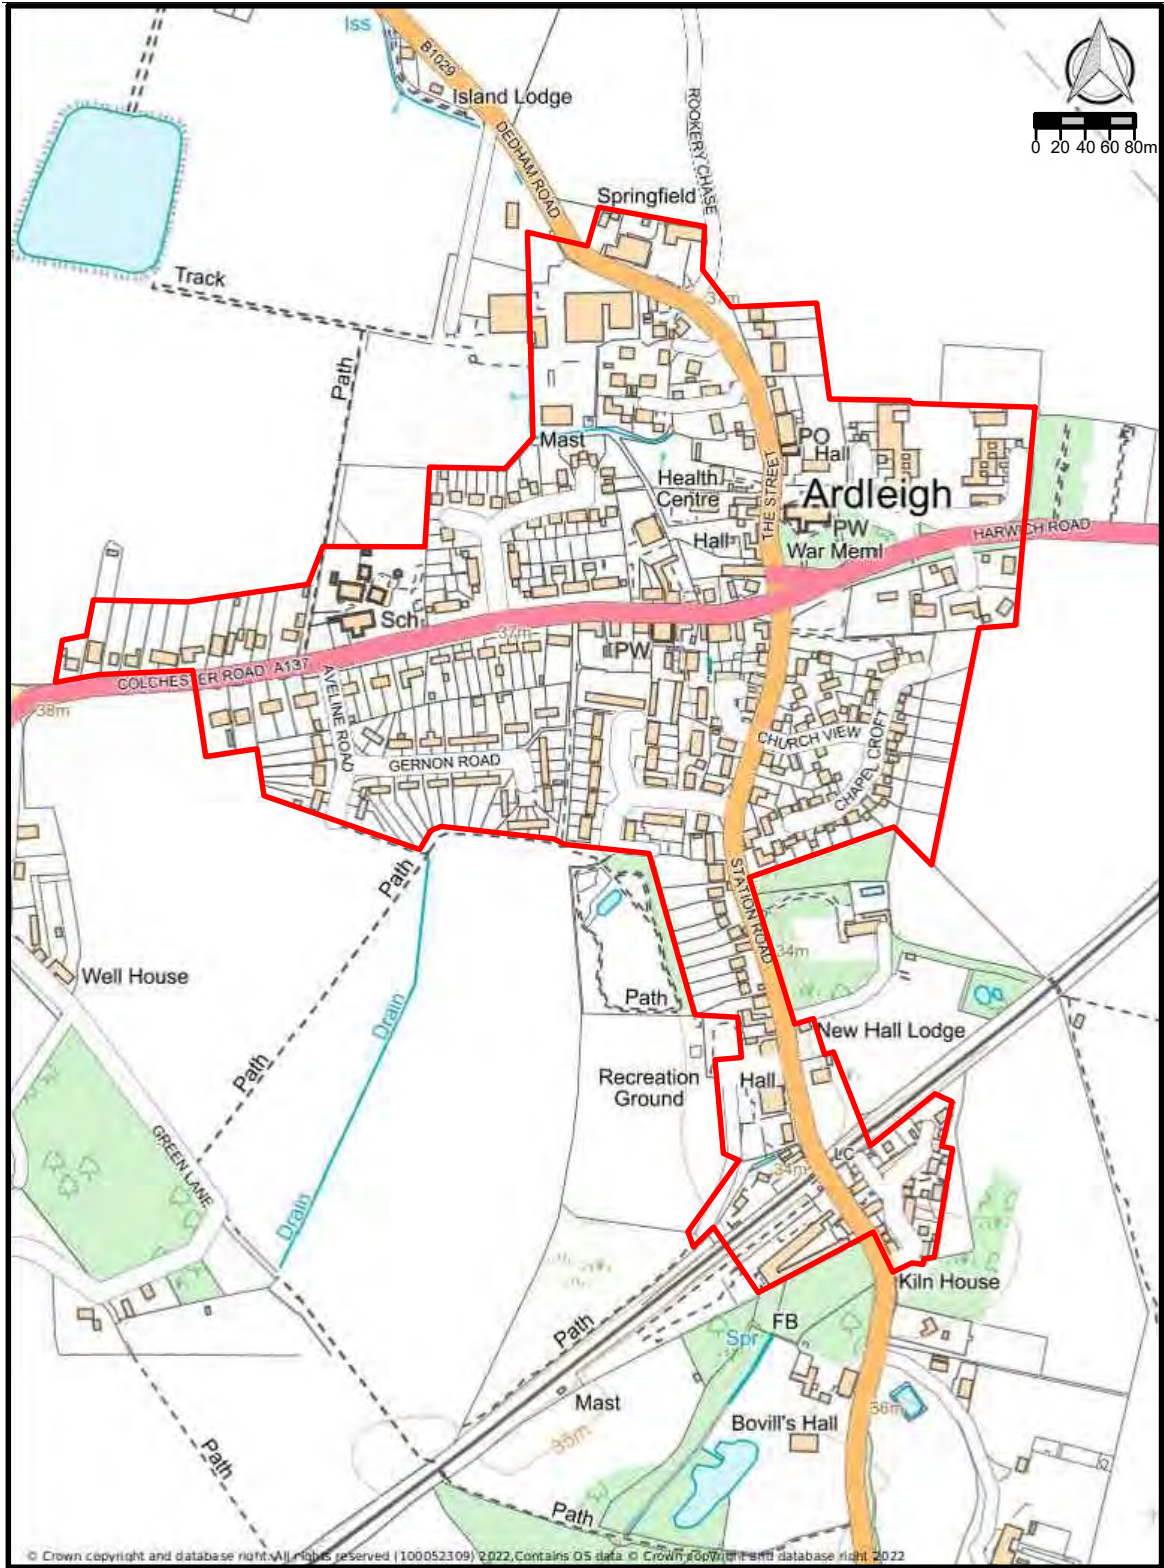 Iss
B1029
Island Lodge
DEDHAM ROAD
ROOKERY CHASE
0 20 40 60 80m
Springfield
Track
37m
Path
Mast
PO
Hall
Health
Centre
THE STREET
Ardleigh
Hall
PW
War Meml
HARWICH ROAD
Sch
37m
PW
COLCHESTER ROAD A137
38m
AVELINE ROAD
GERNON ROAD
CHURCH VIEW
CHAPEL CROFT
Path
STATION ROAD
34m
Well House
Path
Drain
New Hall Lodge
Path
Recreation
Ground
Hall
GREEN LANE
LC
34m
Drain
Kiln House
Path
FB
Spr
Mast
36m
Bovill's Hall
35m
Path
Path
© Crown copyright and database right. All rights reserved (100052309) 2022, Contains OS data © Crown copyright and database right 2022